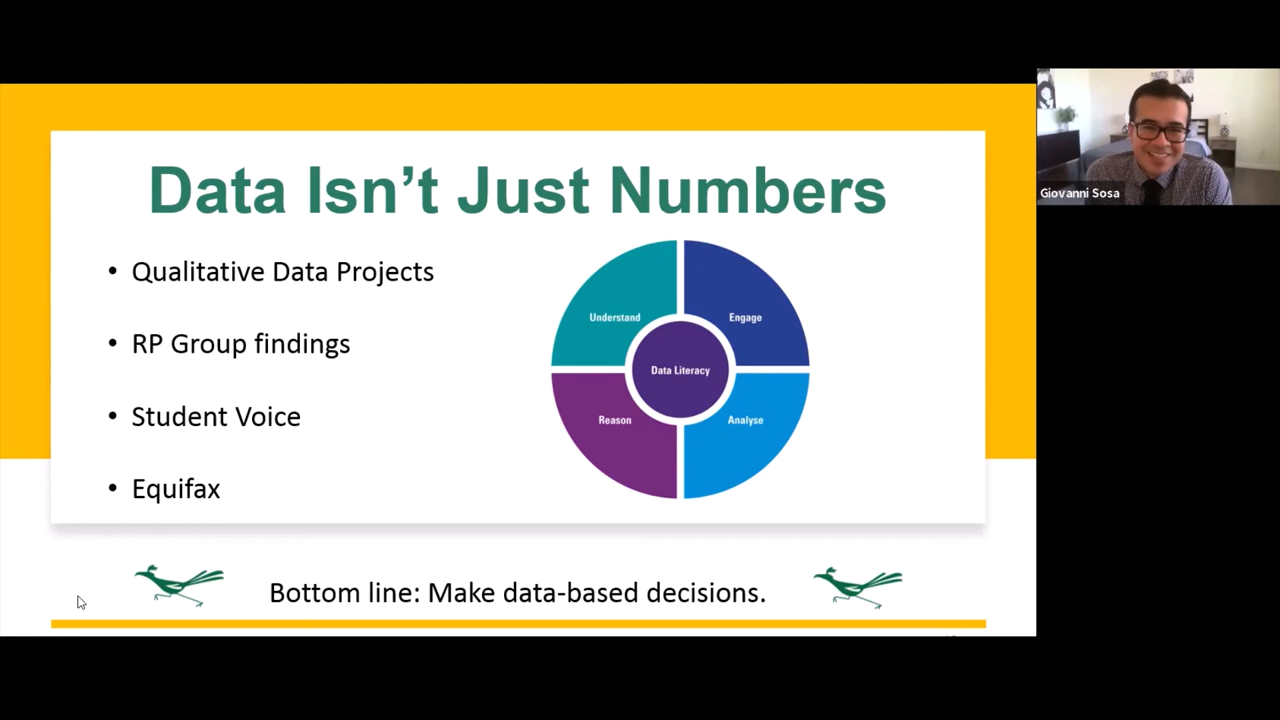 Data Isn't Just Numbers
• Qualitative Data Projects
• RP Group findings
• Student Voice
• Equifax
Understand
Engage
Data Literacy
Reason
Analyse
Bottom line: Make data-based decisions.
Giovanni Sosa